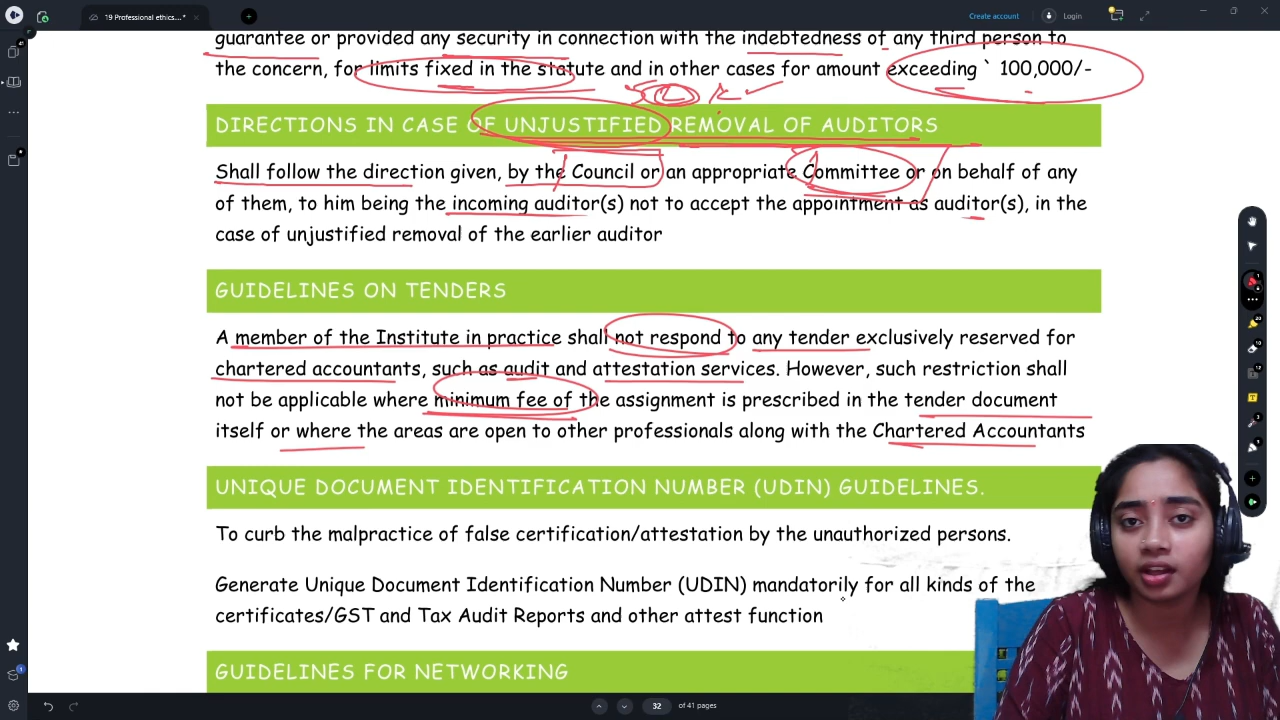 19 Professional ethics....*
Create account
Login
guarantee or provided any security in connection with the indebtedness of any third person to
the concern, for limits fixed in the statute and in other cases for amount exceeding ` 100,000/-
DIRECTIONS IN CASE OF UNJUSTIFIED REMOVAL OF AUDITORS
Shall follow the direction given, by the Council or an appropriate Committee or on behalf of any
of them, to him being the incoming auditor(s) not to accept the appointment as auditor(s), in the
case of unjustified removal of the earlier auditor
GUIDELINES ON TENDERS
A member of the Institute in practice shall not respond to any tender exclusively reserved for
chartered accountants, such as audit and attestation services. However, such restriction shall
not be applicable where minimum fee of the assignment is prescribed in the tender document
itself or where the areas are open to other professionals along with the Chartered Accountants
UNIQUE DOCUMENT IDENTIFICATION NUMBER (UDIN) GUIDELINES.
To curb the malpractice of false certification/attestation by the unauthorized persons.
Generate Unique Document Identification Number (UDIN) mandatorily for all kinds of the
certificates/GST and Tax Audit Reports and other attest function
GUIDELINES FOR NETWORKING
32 of 41 pages